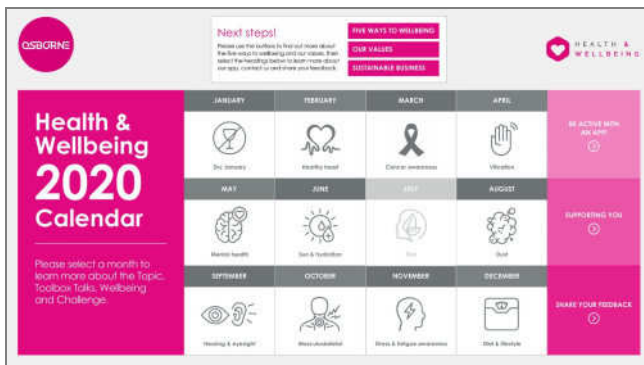 OSBORNE
Next steps!
Please use the buttons to find out more about
the five ways to wellbeing and our values, then
select the headings below to learn more about
our app, contact us and share your feedback.
FIVE WAYS TO WELLBEING
OUR VALUES
SUSTAINABLE BUSINESS
HEALTH &
WELLBEING
Health &
Wellbeing
2020
Calendar
Please select a month to
learn more about the Topic,
Toolbox Talks, Wellbeing
and Challenge.
JANUARY
FEBRUARY
MARCH
APRIL
Dry January
Healthy heart
Cancer awareness
Vibration
MAY
JUNE
JULY
AUGUST
Mental health
Sun & hydration
Dust
SEPTEMBER
OCTOBER
NOVEMBER
DECEMBER
Hearing & eyesight
Musculoskeletal
Stress & fatigue awareness
Diet & lifestyle
BE ACTIVE WITH
AN APP
SUPPORTING YOU
SHARE YOUR FEEDBACK